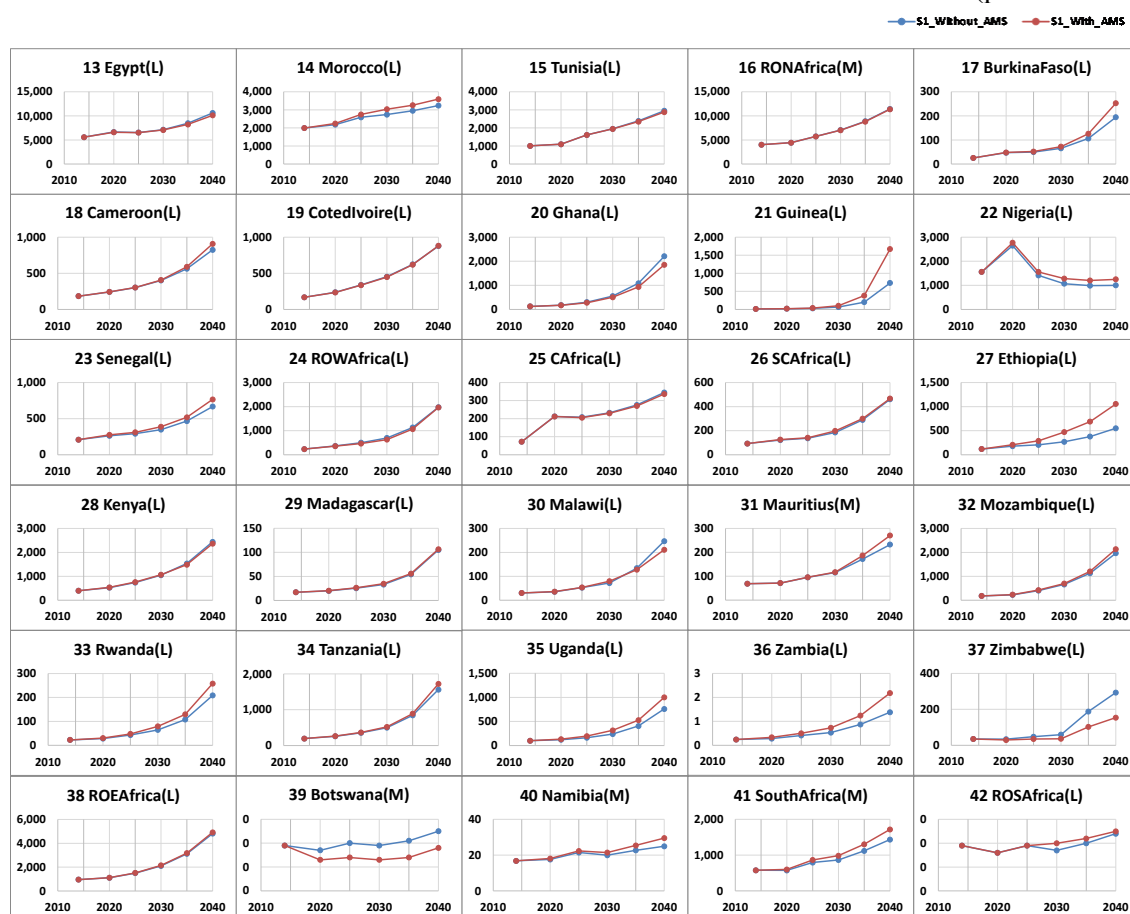 (p
S1_Without_AMS S1_With_AMS
13 Egypt(L) 14 Morocco(L) 15 Tunisia(L) 16 RONAfrica(M) 17 BurkinaFaso(L)
15,000 4,000 4,000 15,000 300
10,000 3,000 3,000 10,000 200
5,000 2,000 2,000 5,000 100
1,000 1,000
0 0 0 0 0
2010 2020 2030 2040 2010 2020 2030 2040 2010 2020 2030 2040 2010 2020 2030 2040 2010 2020 2030 2040
18 Cameroon(L) 19 CotedIvoire(L) 20 Ghana(L) 21 Guinea(L) 22 Nigeria(L)
1,000 1,000 3,000 2,000 3,000
1,500
500 500 2,000 1,000 2,000
1,000 500 1,000
0 0 0 0 0
2010 2020 2030 2040 2010 2020 2030 2040 2010 2020 2030 2040 2010 2020 2030 2040 2010 2020 2030 2040
23 Senegal(L) 24 ROWAfrica(L) 25 CAfrica(L) 26 SCAfrica(L) 27 Ethiopia(L)
1,000 3,000 400 600 1,500
500 2,000 300 400 1,000
1,000 200 200 500
100
0 0 0 0 0
2010 2020 2030 2040 2010 2020 2030 2040 2010 2020 2030 2040 2010 2020 2030 2040 2010 2020 2030 2040
28 Kenya(L) 29 Madagascar(L) 30 Malawi(L) 31 Mauritius(M) 32 Mozambique(L)
3,000 150 300 300 3,000
2,000 100 200 200 2,000
1,000 50 100 100 1,000
0 0 0 0 0
2010 2020 2030 2040 2010 2020 2030 2040 2010 2020 2030 2040 2010 2020 2030 2040 2010 2020 2030 2040
33 Rwanda(L) 34 Tanzania(L) 35 Uganda(L) 36 Zambia(L) 37 Zimbabwe(L)
300 2,000 1,500 3 400
200 1,000 1,000 2 200
100 500 1
0 0 0 0 0
2010 2020 2030 2040 2010 2020 2030 2040 2010 2020 2030 2040 2010 2020 2030 2040 2010 2020 2030 2040
38 ROEAfrica(L) 39 Botswana(M) 40 Namibia(M) 41 SouthAfrica(M) 42 ROSAfrica(L)
6,000 0 40 2,000 0
4,000 0 20 1,000 0
2,000 0 0
0 0 0 0 0
2010 2020 2030 2040 2010 2020 2030 2040 2010 2020 2030 2040 2010 2020 2030 2040 2010 2020 2030 2040